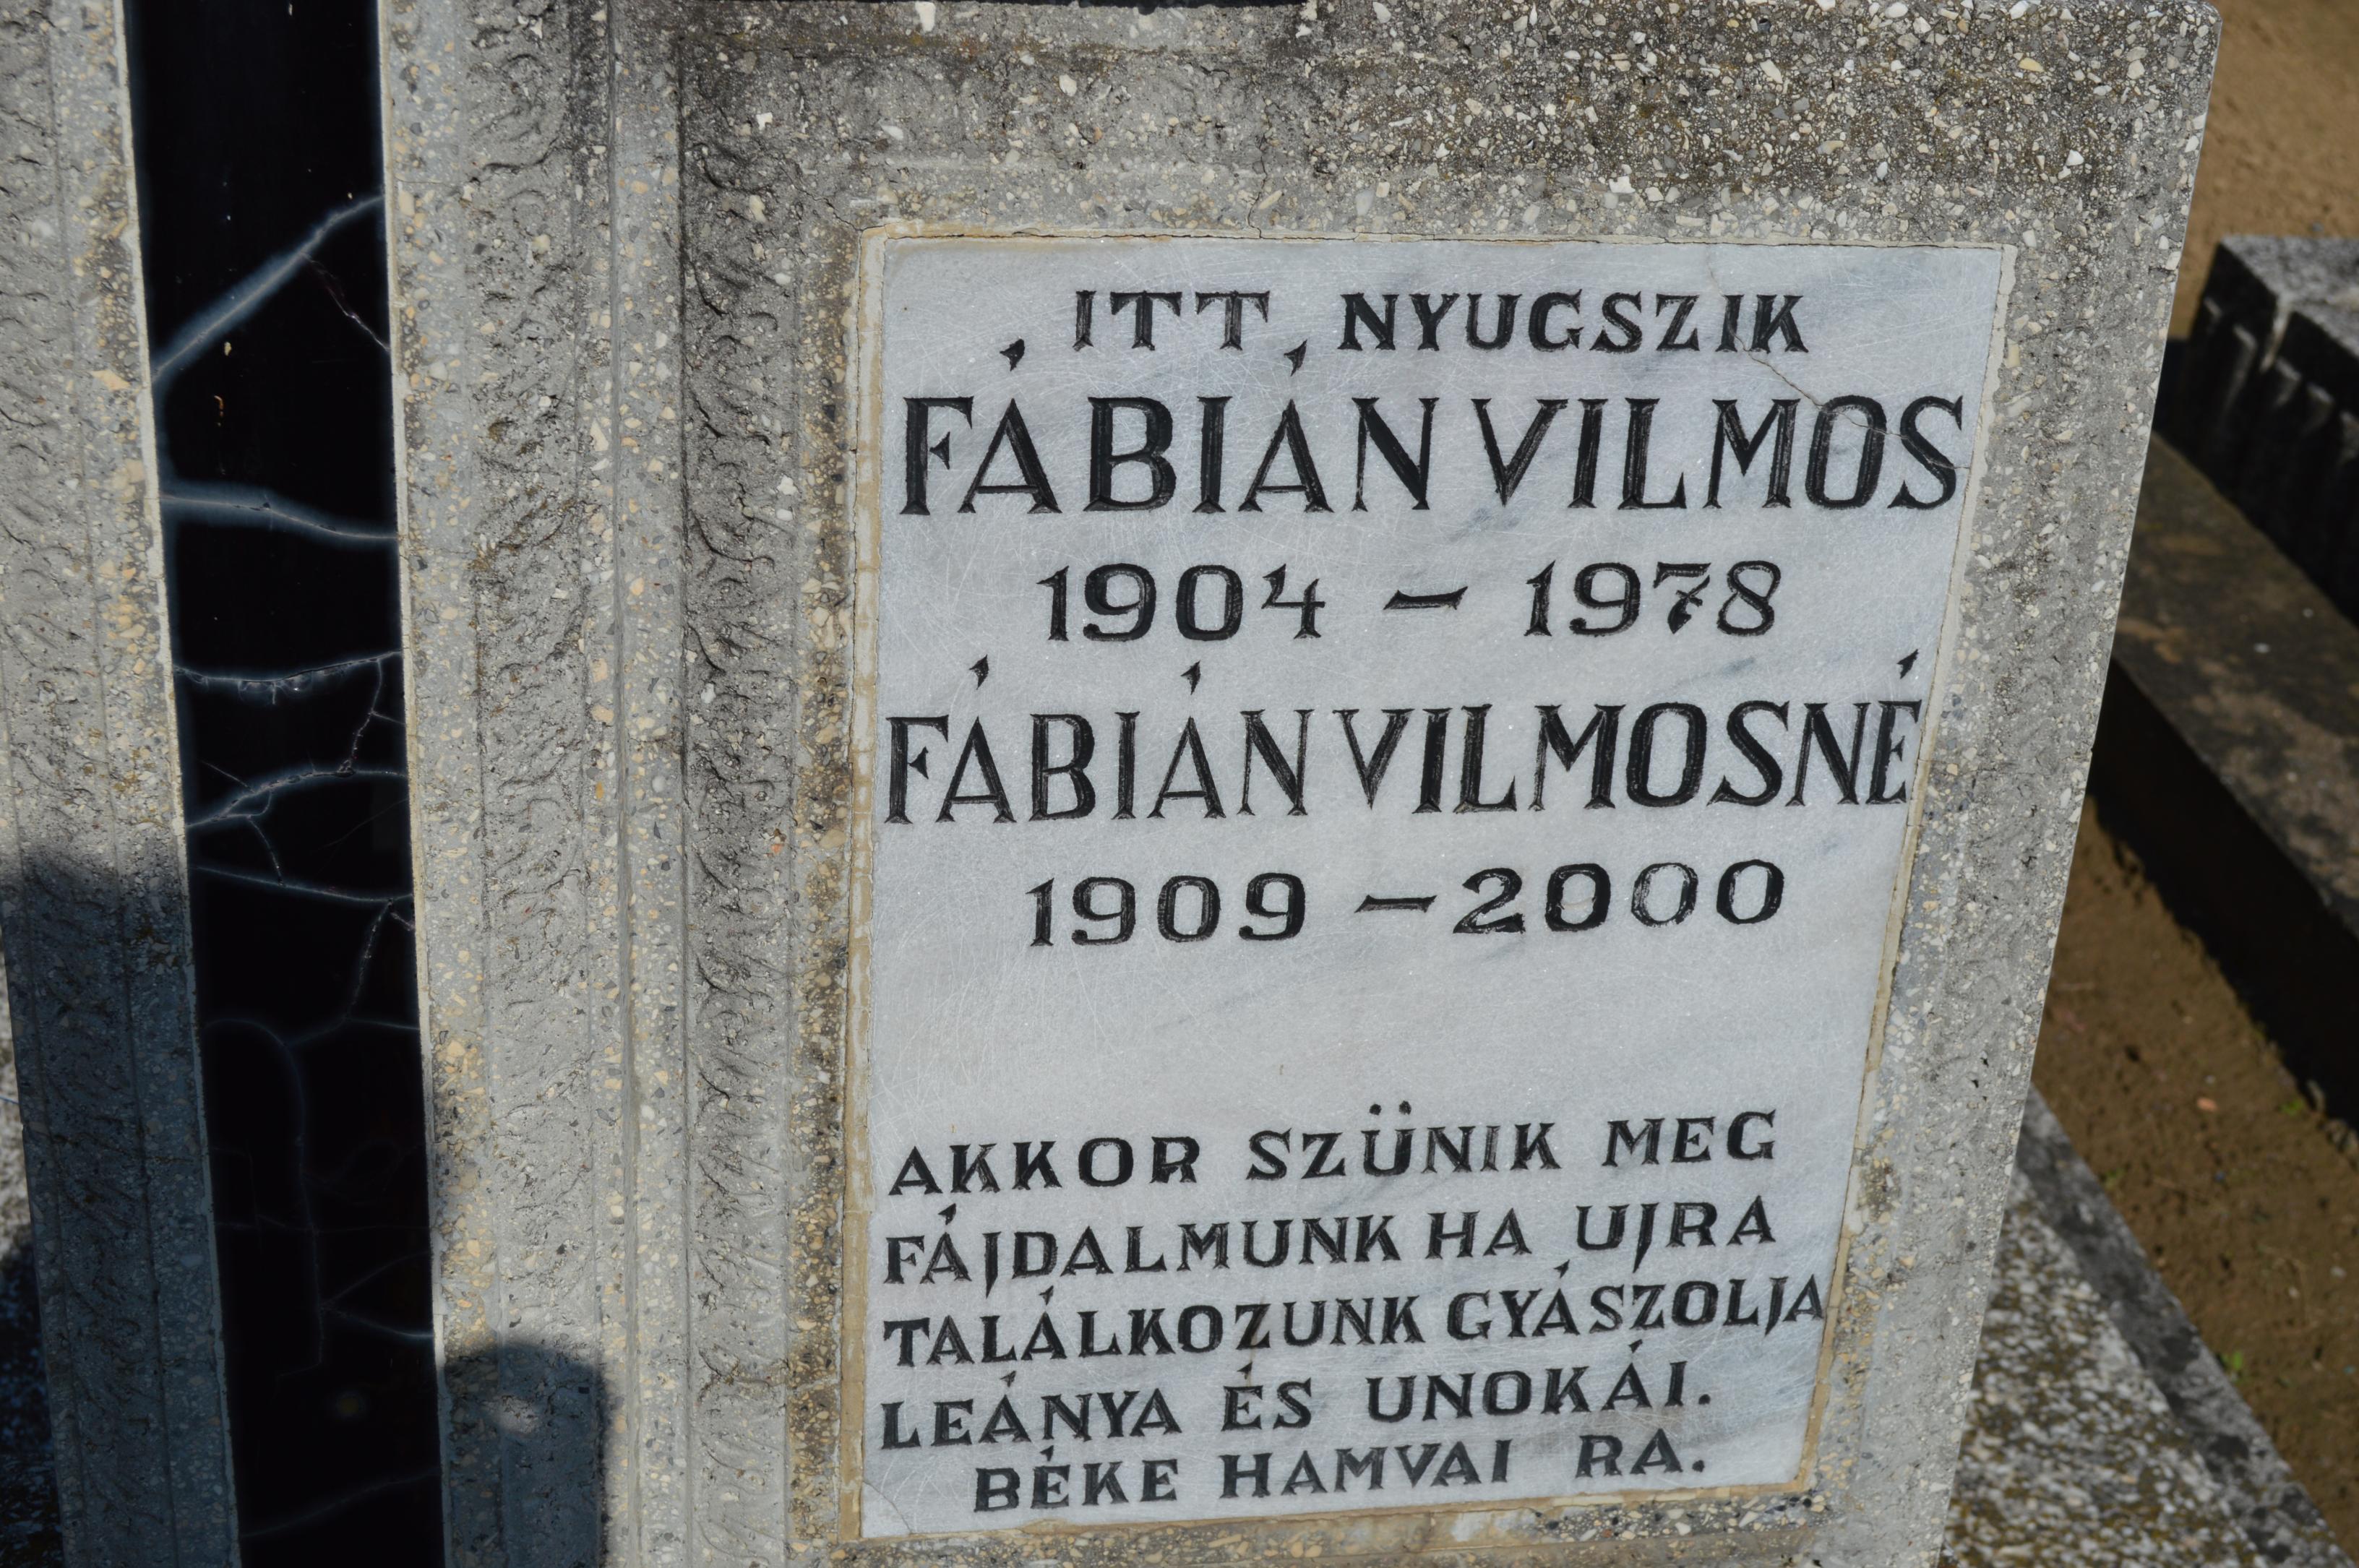 ITT NYUGSZIK
FÁBIÁN VILMOS
1904 – 1978
FÁBIÁN VILMOSNÉ
1909 – 2000
AKKOR SZÜNIK MEG
FÁJDALMUNK HA UJRA
TALÁLKOZUNK GYÁSZOLJA
LEÁNYA ÉS UNOKÁI.
BÉKE HAMVAI RA.